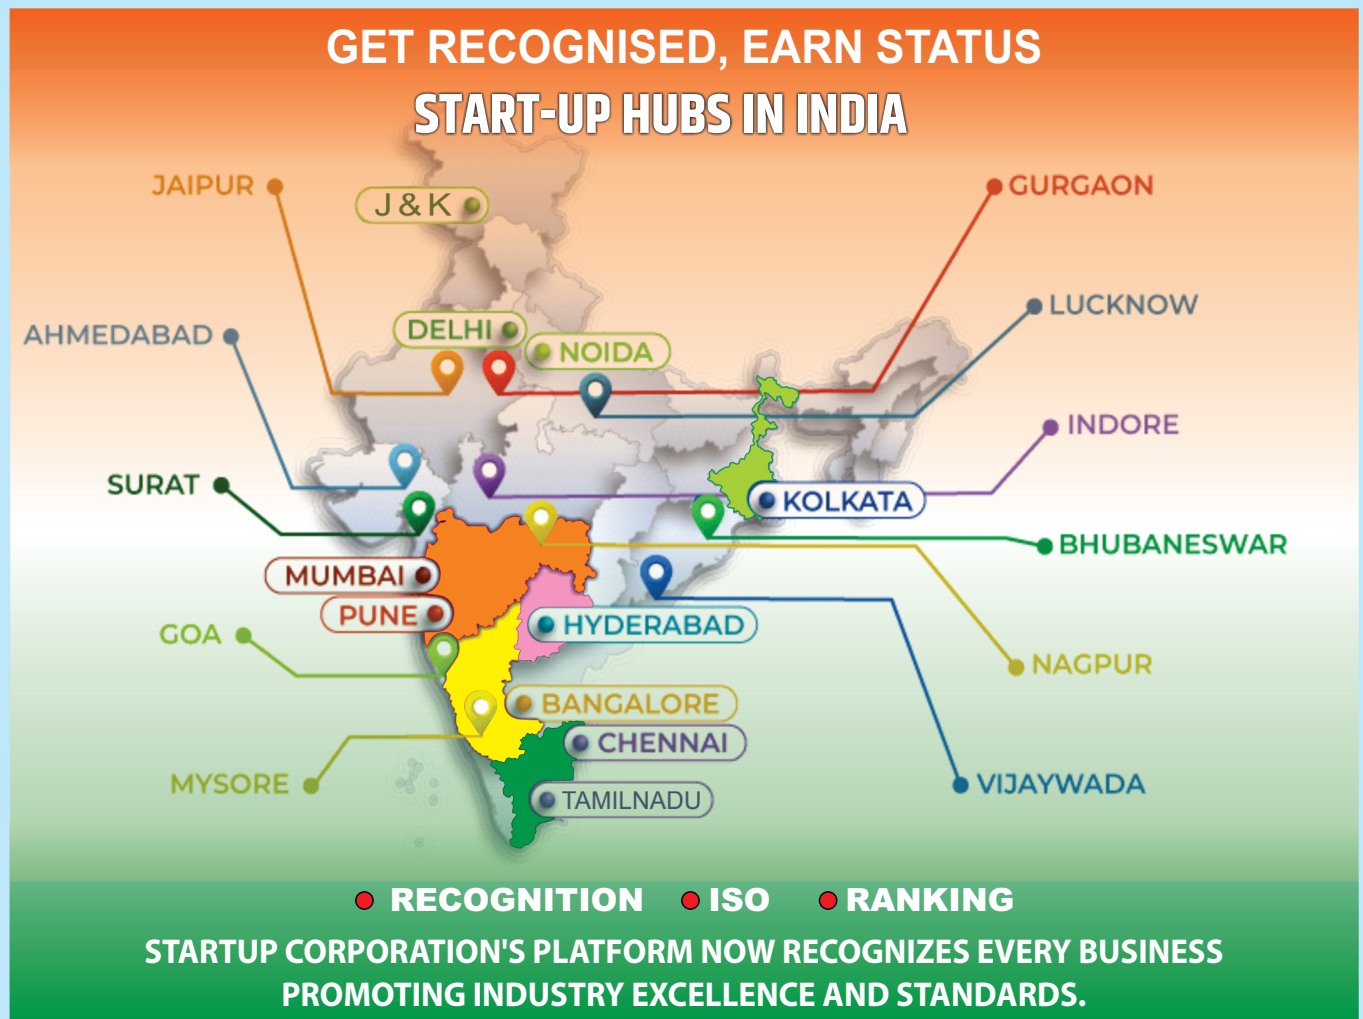 GET RECOGNISED, EARN STATUS
START-UP HUBS IN INDIA
JAIPUR
J & K
GURGAON
LUCKNOW
AHMEDABAD
DELHI
NOIDA
INDORE
SURAT
KOLKATA
BHUBANESWAR
MUMBAI
PUNE
GOA
HYDERABAD
NAGPUR
BANGALORE
CHENNAI
MYSORE
TAMILNADU
VIJAYWADA
RECOGNITION ISO RANKING
STARTUP CORPORATION'S PLATFORM NOW RECOGNIZES EVERY BUSINESS
PROMOTING INDUSTRY EXCELLENCE AND STANDARDS.